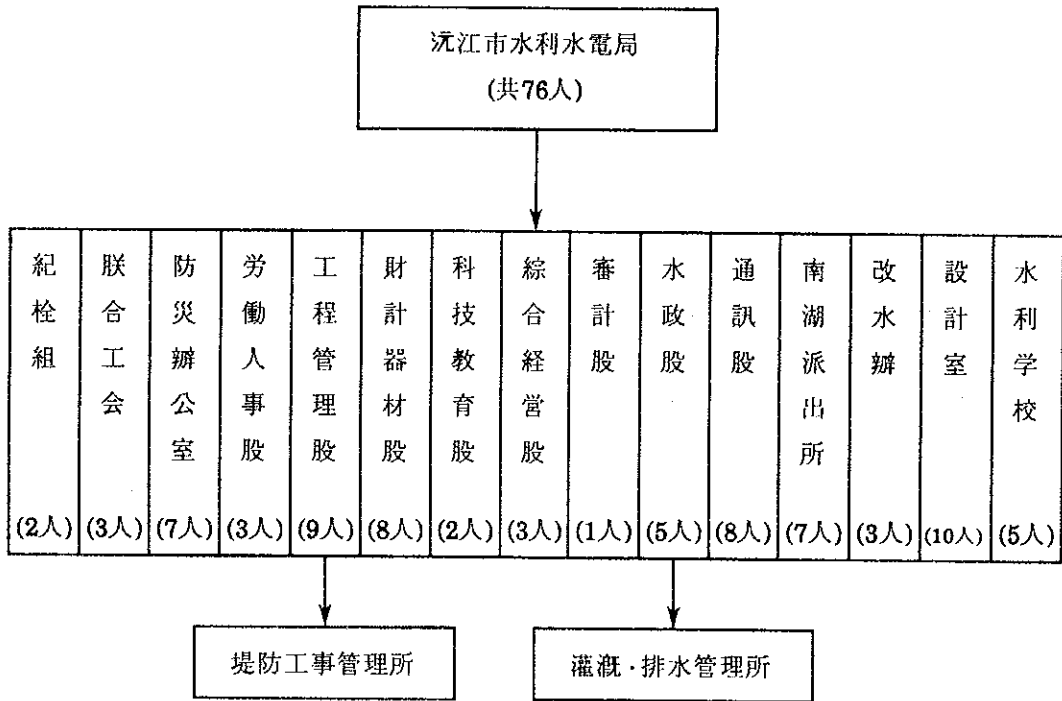 沅江市水利水電局
(共76人)
紀栓組
(2人)
朕合工会
(3人)
防災辦公室
(7人)
労働人事股
(3人)
工程管理股
(9人)
財計器材股
(8人)
科技教育股
(2人)
綜合経営股
(3人)
審計股
(1人)
水政股
(5人)
通訊股
(8人)
南湖派出所
(7人)
改水辦
(3人)
設計室
(10人)
水利学校
(5人)
堤防工事管理所
灌漑·排水管理所